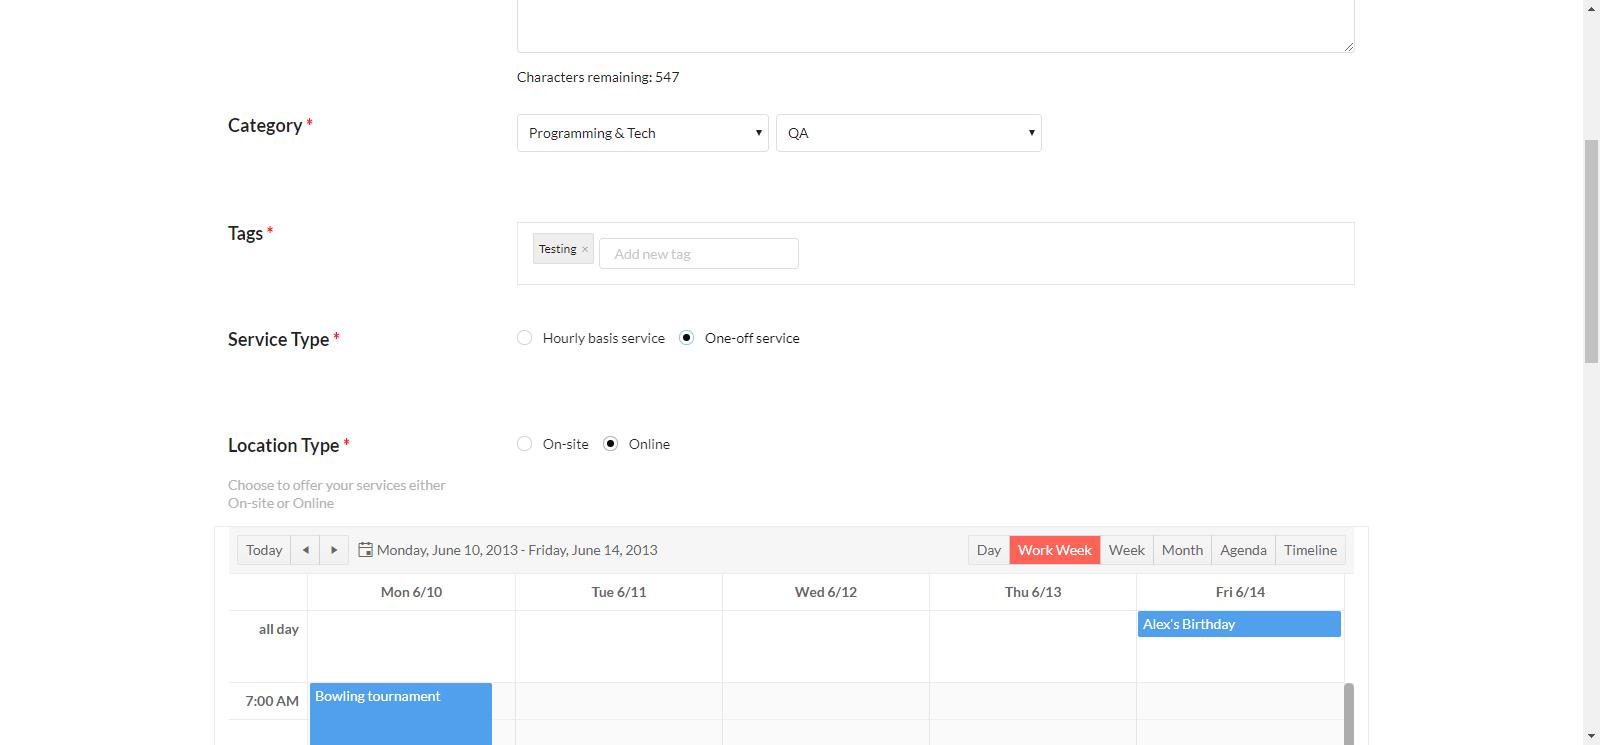 Characters remaining: 547
Category *
Programming & Tech
QA
Tags *
Testing ×
Add new tag
Service Type *
Hourly basis service
One-off service
Location Type *
On-site
Online
Choose to offer your services either
On-site or Online
Today
Monday, June 10, 2013 - Friday, June 14, 2013
Day
Work Week
Week
Month
Agenda
Timeline
Mon 6/10
Tue 6/11
Wed 6/12
Thu 6/13
Fri 6/14
all day
Alex's Birthday
7:00 AM
Bowling tournament